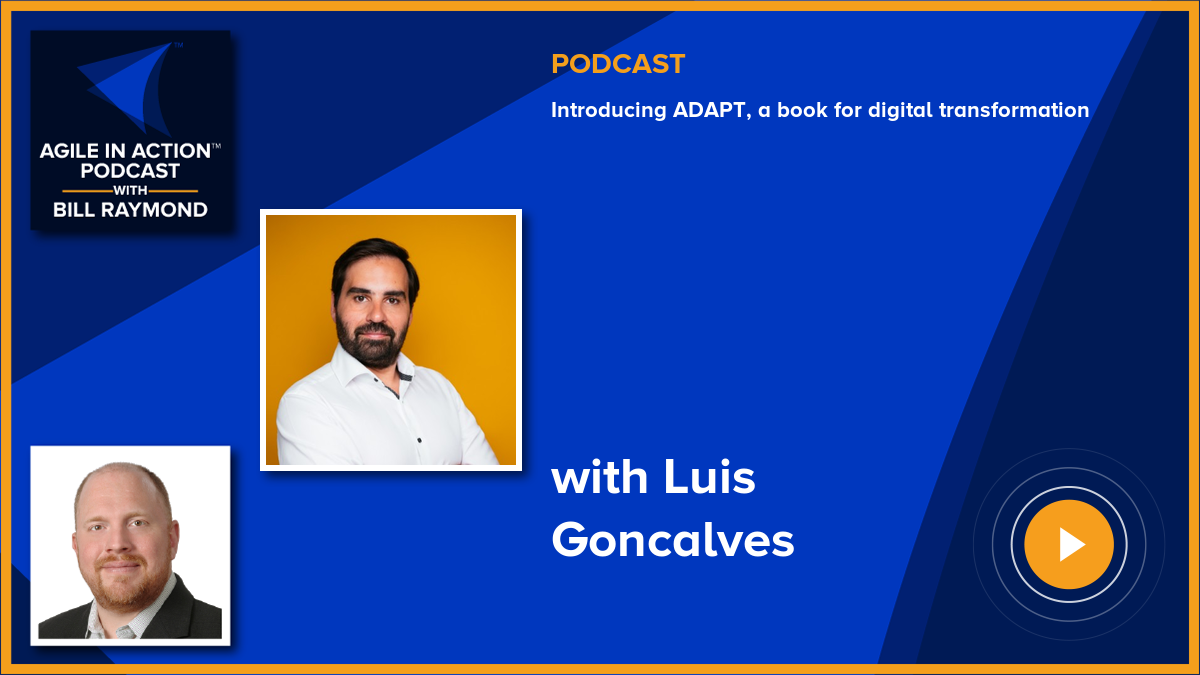 AGILE IN ACTION™
PODCAST
WITH
BILL RAYMOND
PODCAST
Introducing ADAPT, a book for digital transformation
with Luis
Goncalves